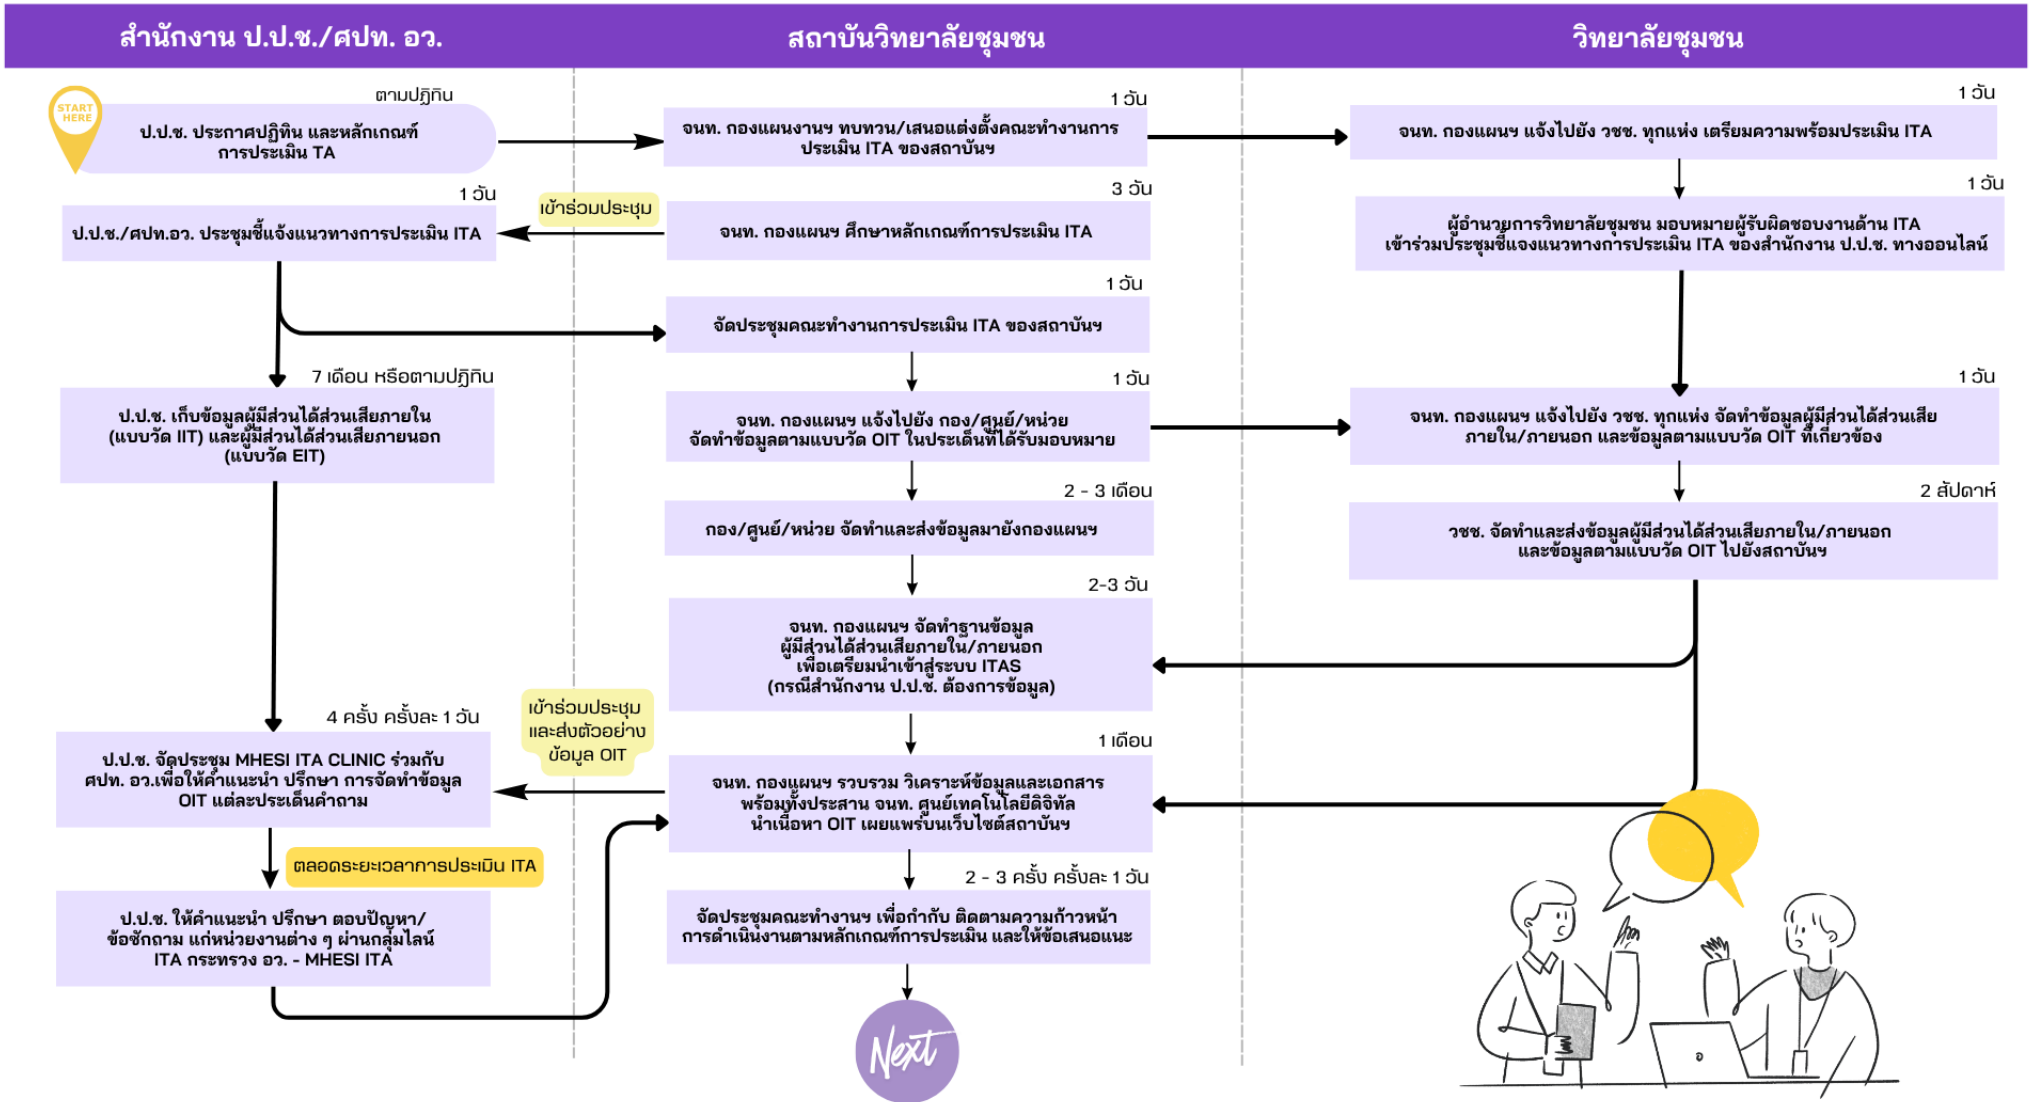 สำนักงาน ป.ป.ช./ศปท. อว.
สถาบันวิทยาลัยชุมชน
วิทยาลัยชุมชน
START
HERE
ตามปฏิทิน
ป.ป.ช. ประกาศปฏิทิน และหลักเกณฑ์
การประเมิน TA
1 วัน
จนท. กองแผนงานฯ ทบทวน/เสนอแต่งตั้งคณะทำงานการ
ประเมิน ITA ของสถาบันฯ
1 วัน
จนท. กองแผนฯ แจ้งไปยัง วชช. ทุกแห่ง เตรียมความพร้อมประเมิน ITA
1 วัน
ป.ป.ช./ศปท.อว. ประชุมชี้แจ้งแนวทางการประเมิน ITA
เข้าร่วมประชุม
3 วัน
จนท. กองแผนฯ ศึกษาหลักเกณฑ์การประเมิน ITA
1 วัน
ผู้อำนวยการวิทยาลัยชุมชน มอบหมายผู้รับผิดชอบงานด้าน ITA
เข้าร่วมประชุมชี้แจงแนวทางการประเมิน ITA ของสำนักงาน ป.ป.ช. ทางออนไลน์
1 วัน
จัดประชุมคณะทำงานการประเมิน ITA ของสถาบันฯ
7 เดือน หรือตามปฏิทิน
ป.ป.ช. เก็บข้อมูลผู้มีส่วนได้ส่วนเสียภายใน
(แบบวัด IIT) และผู้มีส่วนได้ส่วนเสียภายนอก
(แบบวัด EIT)
1 วัน
จนท. กองแผนฯ แจ้งไปยัง กอง/ศูนย์/หน่วย
จัดทำข้อมูลตามแบบวัด OIT ในประเด็นที่ได้รับมอบหมาย
1 วัน
จนท. กองแผนฯ แจ้งไปยัง วชช. ทุกแห่ง จัดทำข้อมูลผู้มีส่วนได้ส่วนเสีย
ภายใน/ภายนอก และข้อมูลตามแบบวัด OIT ที่เกี่ยวข้อง
2 - 3 เดือน
กอง/ศูนย์/หน่วย จัดทำและส่งข้อมูลมายังกองแผนฯ
2 สัปดาห์
วชช. จัดทำและส่งข้อมูลผู้มีส่วนได้ส่วนเสียภายใน/ภายนอก
และข้อมูลตามแบบวัด OIT ไปยังสถาบันฯ
2-3 วัน
จนท. กองแผนฯ จัดทำฐานข้อมูล
ผู้มีส่วนได้ส่วนเสียภายใน/ภายนอก
เพื่อเตรียมนำเข้าสู่ระบบ ITAS
(กรณีสำนักงาน ป.ป.ช. ต้องการข้อมูล)
4 ครั้ง ครั้งละ 1 วัน
ป.ป.ช. จัดประชุม MHESI ITA CLINIC ร่วมกับ
ศปท. อว.เพื่อให้คำแนะนำ ปรึกษา การจัดทำข้อมูล
OIT แต่ละประเด็นคำถาม
เข้าร่วมประชุม
และส่งตัวอย่าง
ข้อมูล OIT
1 เดือน
จนท. กองแผนฯ รวบรวม วิเคราะห์ข้อมูลและเอกสาร
พร้อมทั้งประสาน จนท. ศูนย์เทคโนโลยีดิจิทัล
นำเนื้อหา OIT เผยแพร่บนเว็บไซต์สถาบันฯ
ตลอดระยะเวลาการประเมิน ITA
ป.ป.ช. ให้คำแนะนำ ปรึกษา ตอบปัญหา/
ข้อซักถาม แก่หน่วยงานต่าง ๆ ผ่านกลุ่มไลน์
ITA กระทรวง อว. - MHESI ITA
2 - 3 ครั้ง ครั้งละ 1 วัน
จัดประชุมคณะทำงานฯ เพื่อกำกับ ติดตามความก้าวหน้า
การดำเนินงานตามหลักเกณฑ์การประเมิน และให้ข้อเสนอแนะ
Next